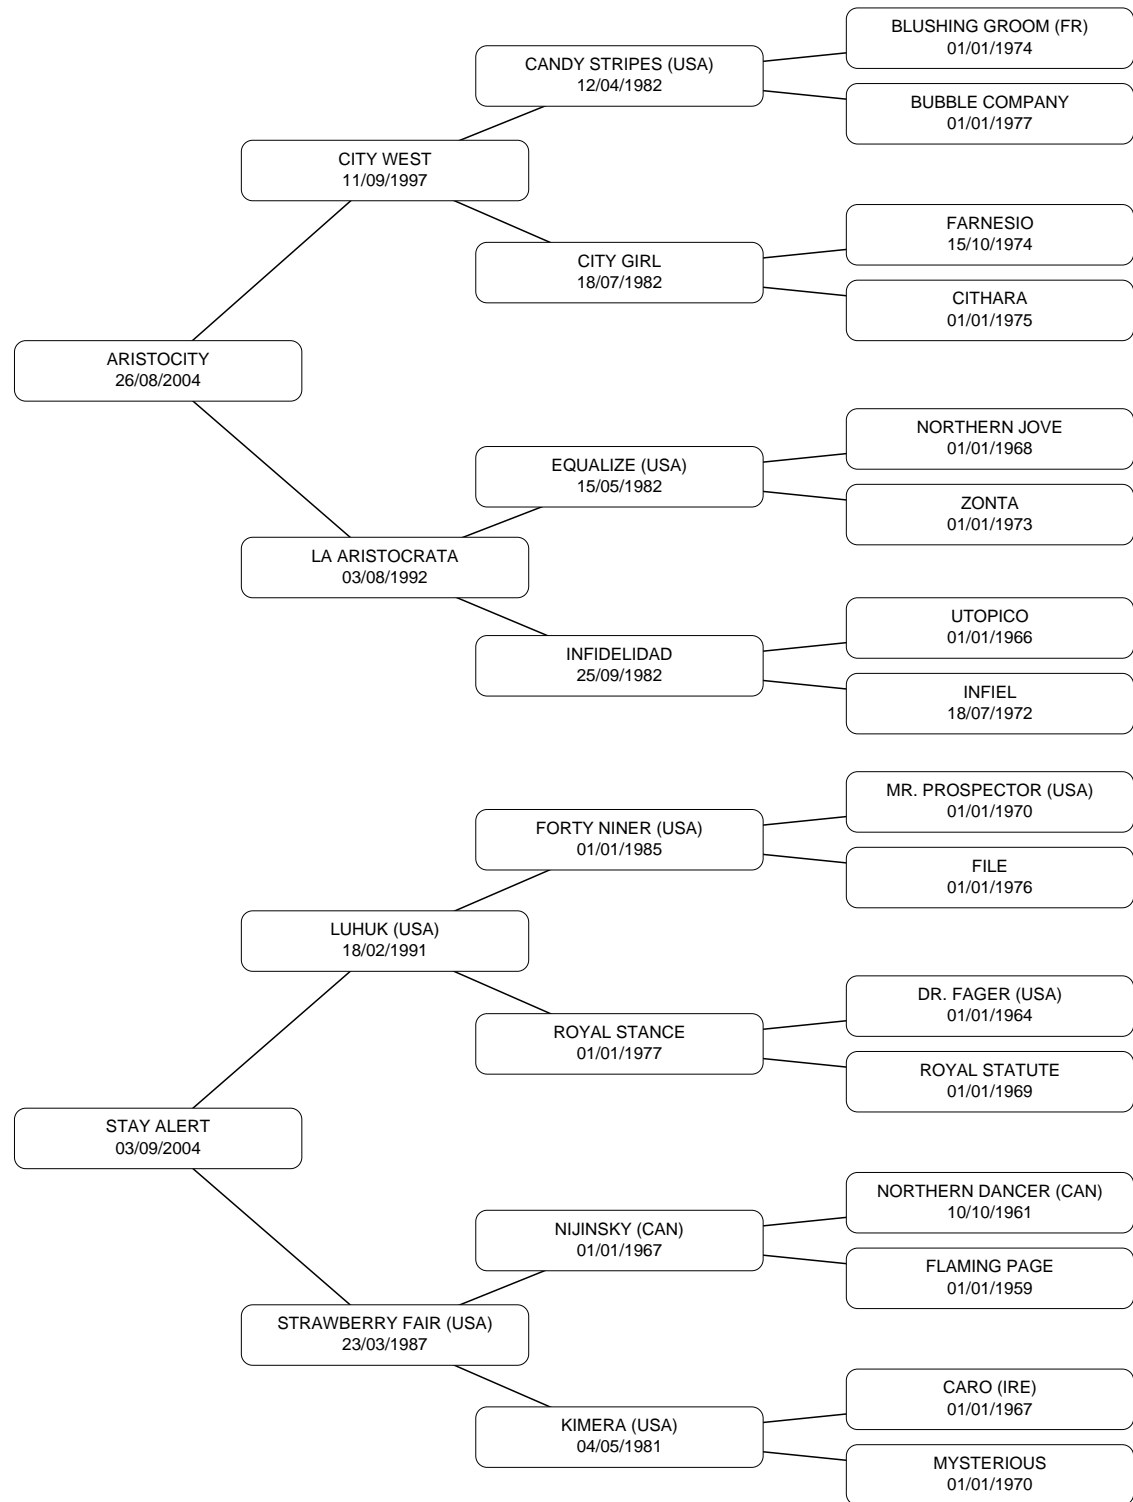 BLUSHING GROOM (FR)
01/01/1974
CANDY STRIPES (USA)
12/04/1982
BUBBLE COMPANY
01/01/1977
CITY WEST
11/09/1997
FARNESIO
15/10/1974
CITY GIRL
18/07/1982
CITHARA
01/01/1975
ARISTOCITY
26/08/2004
NORTHERN JOVE
01/01/1968
EQUALIZE (USA)
15/05/1982
ZONTA
01/01/1973
LA ARISTOCRATA
03/08/1992
UTOPICO
01/01/1966
INFIDELIDAD
25/09/1982
INFIEL
18/07/1972
MR. PROSPECTOR (USA)
01/01/1970
FORTY NINER (USA)
01/01/1985
FILE
01/01/1976
LUHUK (USA)
18/02/1991
DR. FAGER (USA)
01/01/1964
ROYAL STANCE
01/01/1977
ROYAL STATUTE
01/01/1969
STAY ALERT
03/09/2004
NORTHERN DANCER (CAN)
10/10/1961
NIJINSKY (CAN)
01/01/1967
FLAMING PAGE
01/01/1959
STRAWBERRY FAIR (USA)
23/03/1987
CARO (IRE)
01/01/1967
KIMERA (USA)
04/05/1981
MYSTERIOUS
01/01/1970